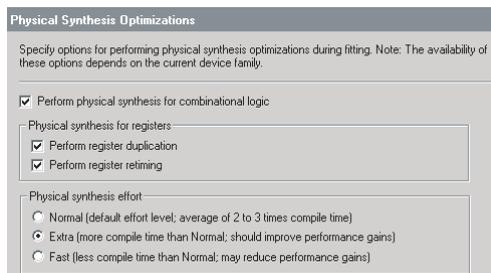 Physical Synthesis Optimizations
Specify options for performing physical synthesis optimizations during fitting. Note: The availability of
these options depends on the current device family.
Perform physical synthesis for combinational logic
Physical synthesis for registers
Perform register duplication
Perform register retiming
Physical synthesis effort
Normal (default effort level; average of 2 to 3 times compile time)
Extra (more compile time than Normal; should improve performance gains)
Fast (less compile time than Normal; may reduce performance gains)